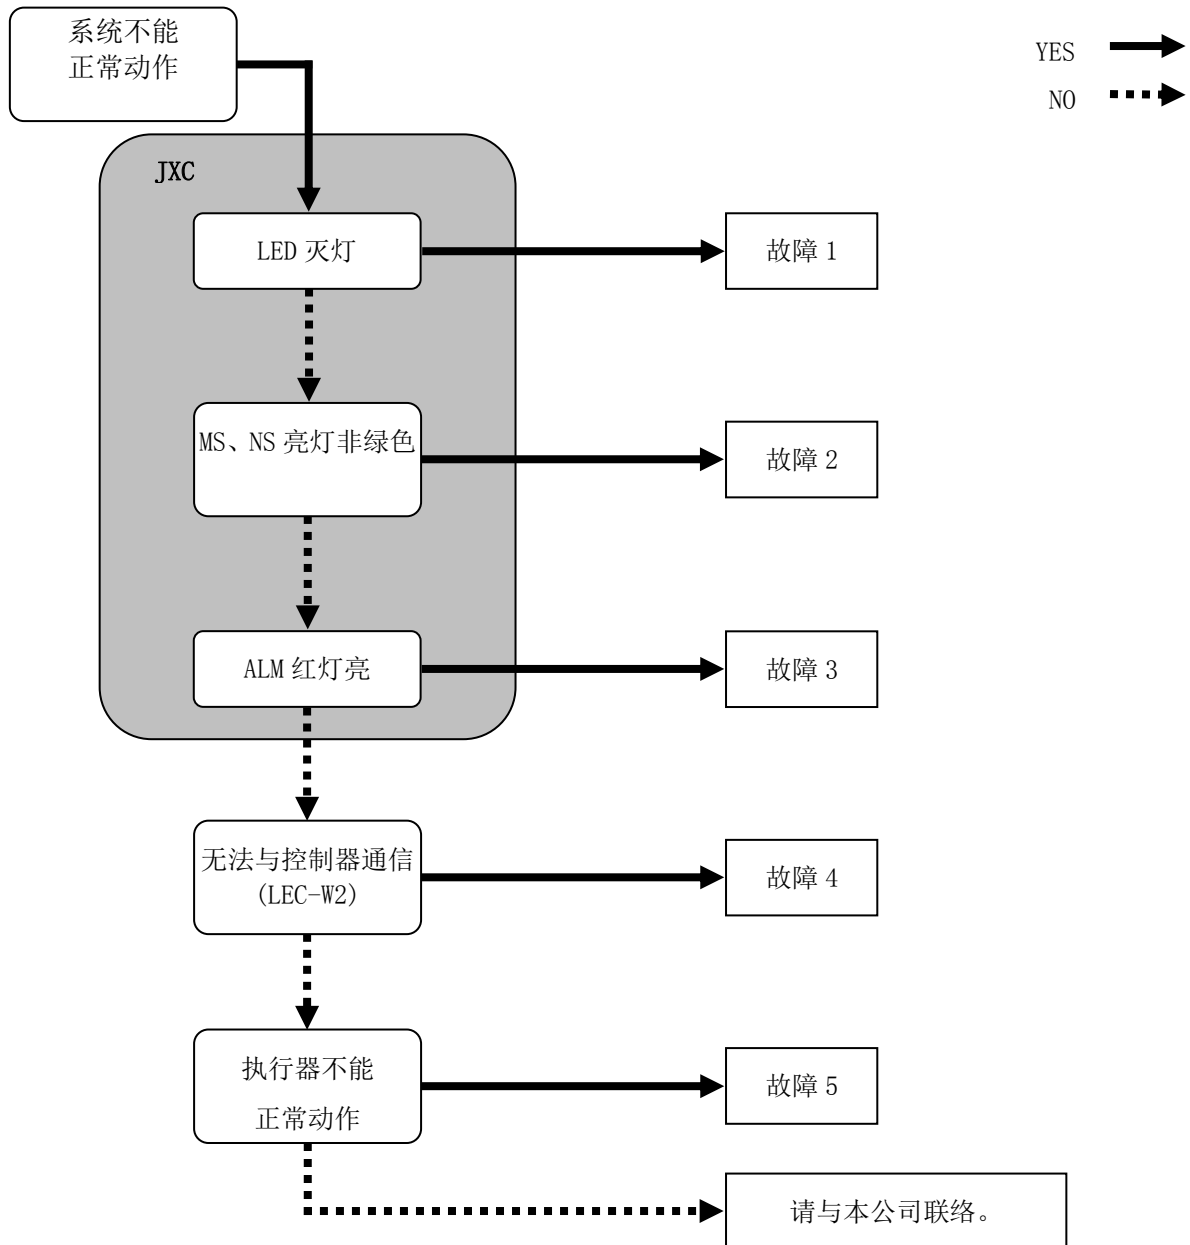 系统不能
正常动作
YES
NO
JXC
LED 灭灯
故障 1
MS、NS 亮灯非绿色
故障 2
ALM 红灯亮
故障 3
无法与控制器通信
(LEC-W2)
故障 4
执行器不能
正常动作
故障 5
请与本公司联络。